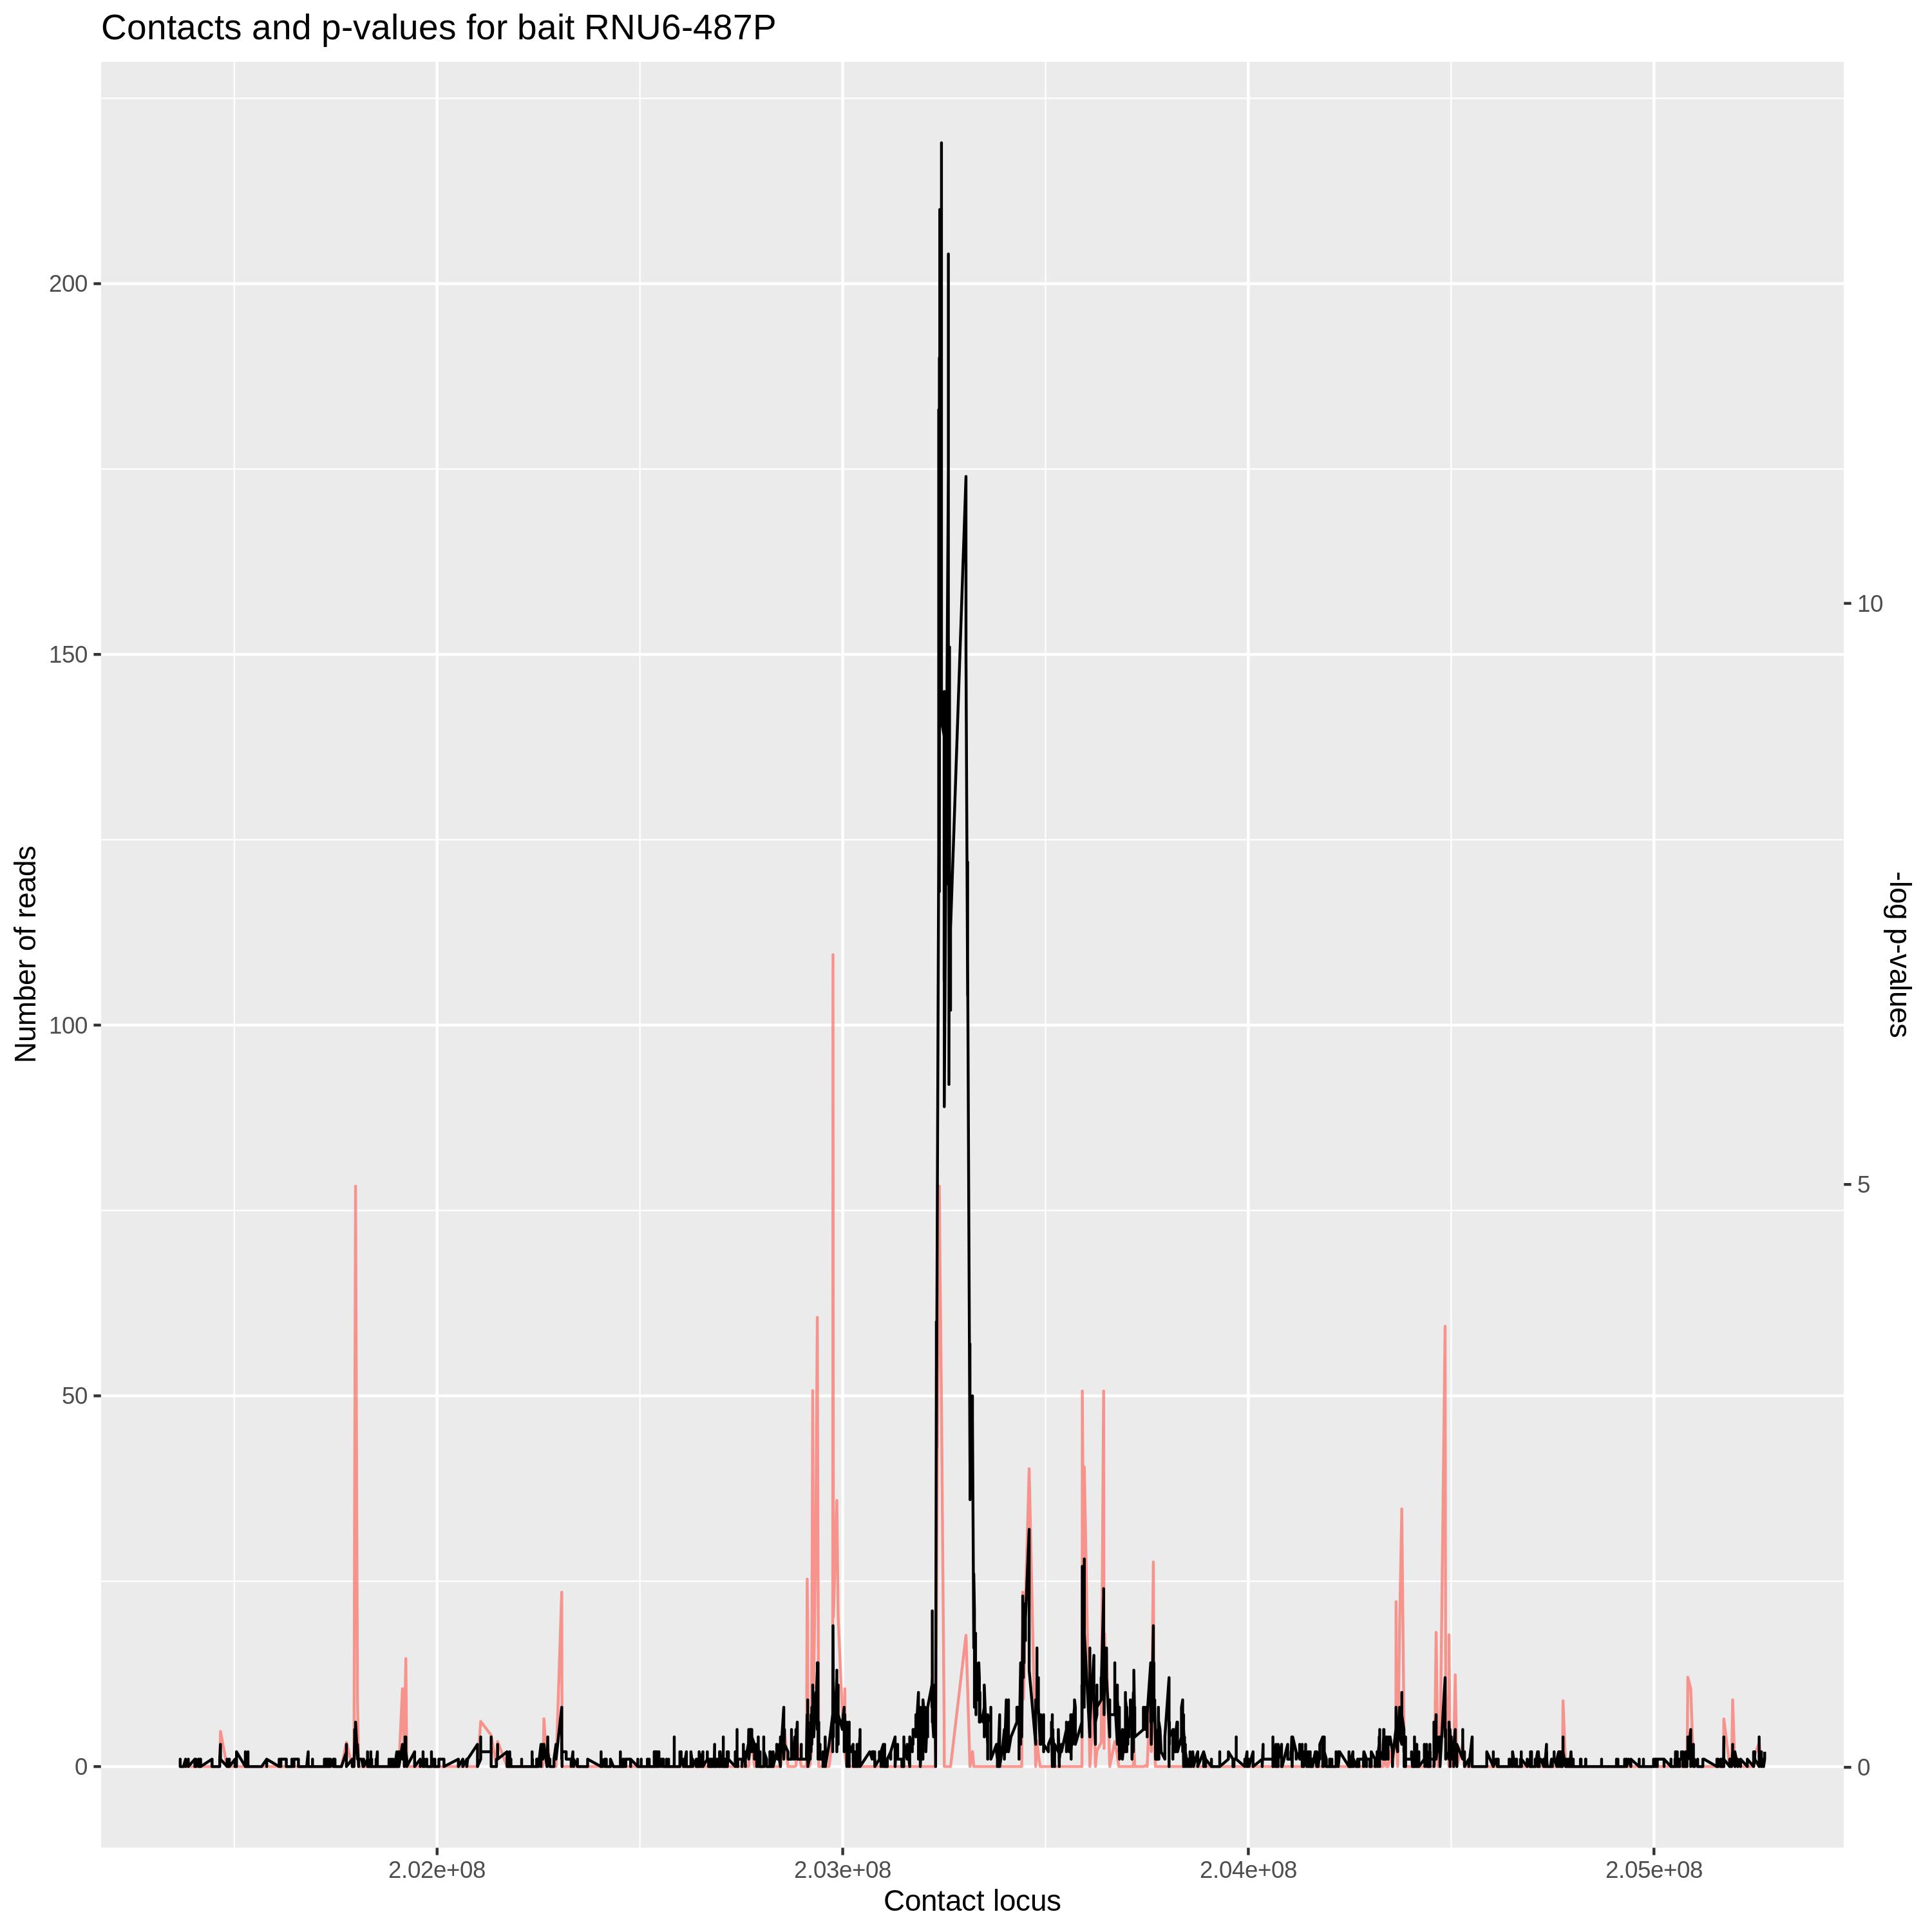 Contacts and p-values for bait RNU6-487P
200
150
100
50
0
Number of reads
10
5
0
-log p-values
2.02e+08
2.03e+08
2.04e+08
2.05e+08
Contact locus